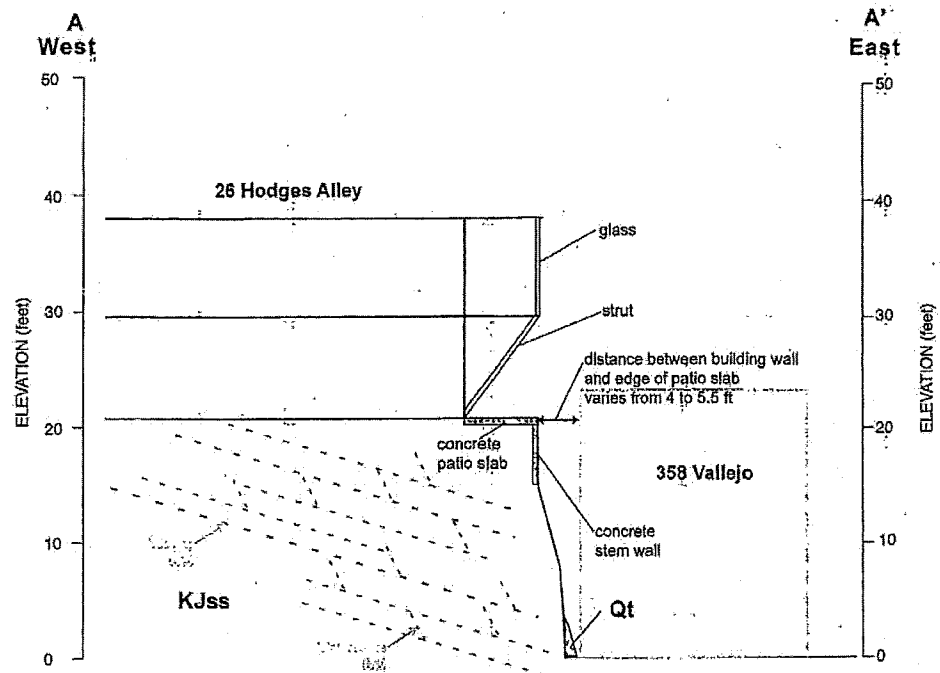 A
West
A'
East
50
40
30
20
10
0
ELEVATION (feet)
26 Hodges Alley
glass
strut
distance between building wall
and edge of patio slab
varies from 4 to 5.5 ft
concrete
patio slab
358 Vallejo
concrete
stem wall
KJss
Qt
50
40
30
20
10
0
ELEVATION (feet)